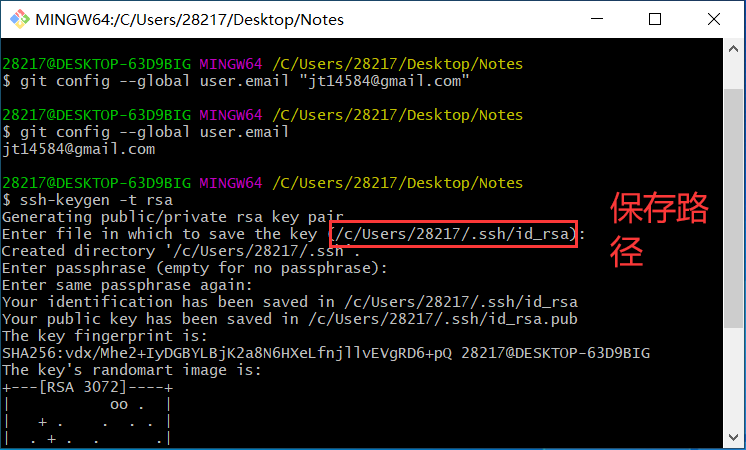 MINGW64:/C/Users/28217/Desktop/Notes
28217@DESKTOP-63D9BIG MINGW64 /C/Users/28217/Desktop/Notes
$ git config --global user.email "jt14584@gmail.com"
28217@DESKTOP-63D9BIG MINGW64 /C/Users/28217/Desktop/Notes
$ git config --global user.email
jt14584@gmail.com
28217@DESKTOP-63D9BIG MINGW64 /C/Users/28217/Desktop/Notes
$ ssh-keygen -t rsa
Generating public/private rsa key pair.
Enter file in which to save the key (/c/Users/28217/.ssh/id_rsa):
Created directory '/c/Users/28217/.ssh'.
Enter passphrase (empty for no passphrase):
Enter same passphrase again:
Your identification has been saved in /c/Users/28217/.ssh/id_rsa
Your public key has been saved in /c/Users/28217/.ssh/id_rsa.pub
The key fingerprint is:
SHA256:vdx/Mhe2+IyDGBYLBjK2a8N6HXeLfnjllvEVgRD6+pQ 28217@DESKTOP-63D9BIG
The key's randomart image is:
+---[RSA 3072]----+
|           oo .  |
|   + .    .  . . |
|  . + .  .      .|
保存路
径